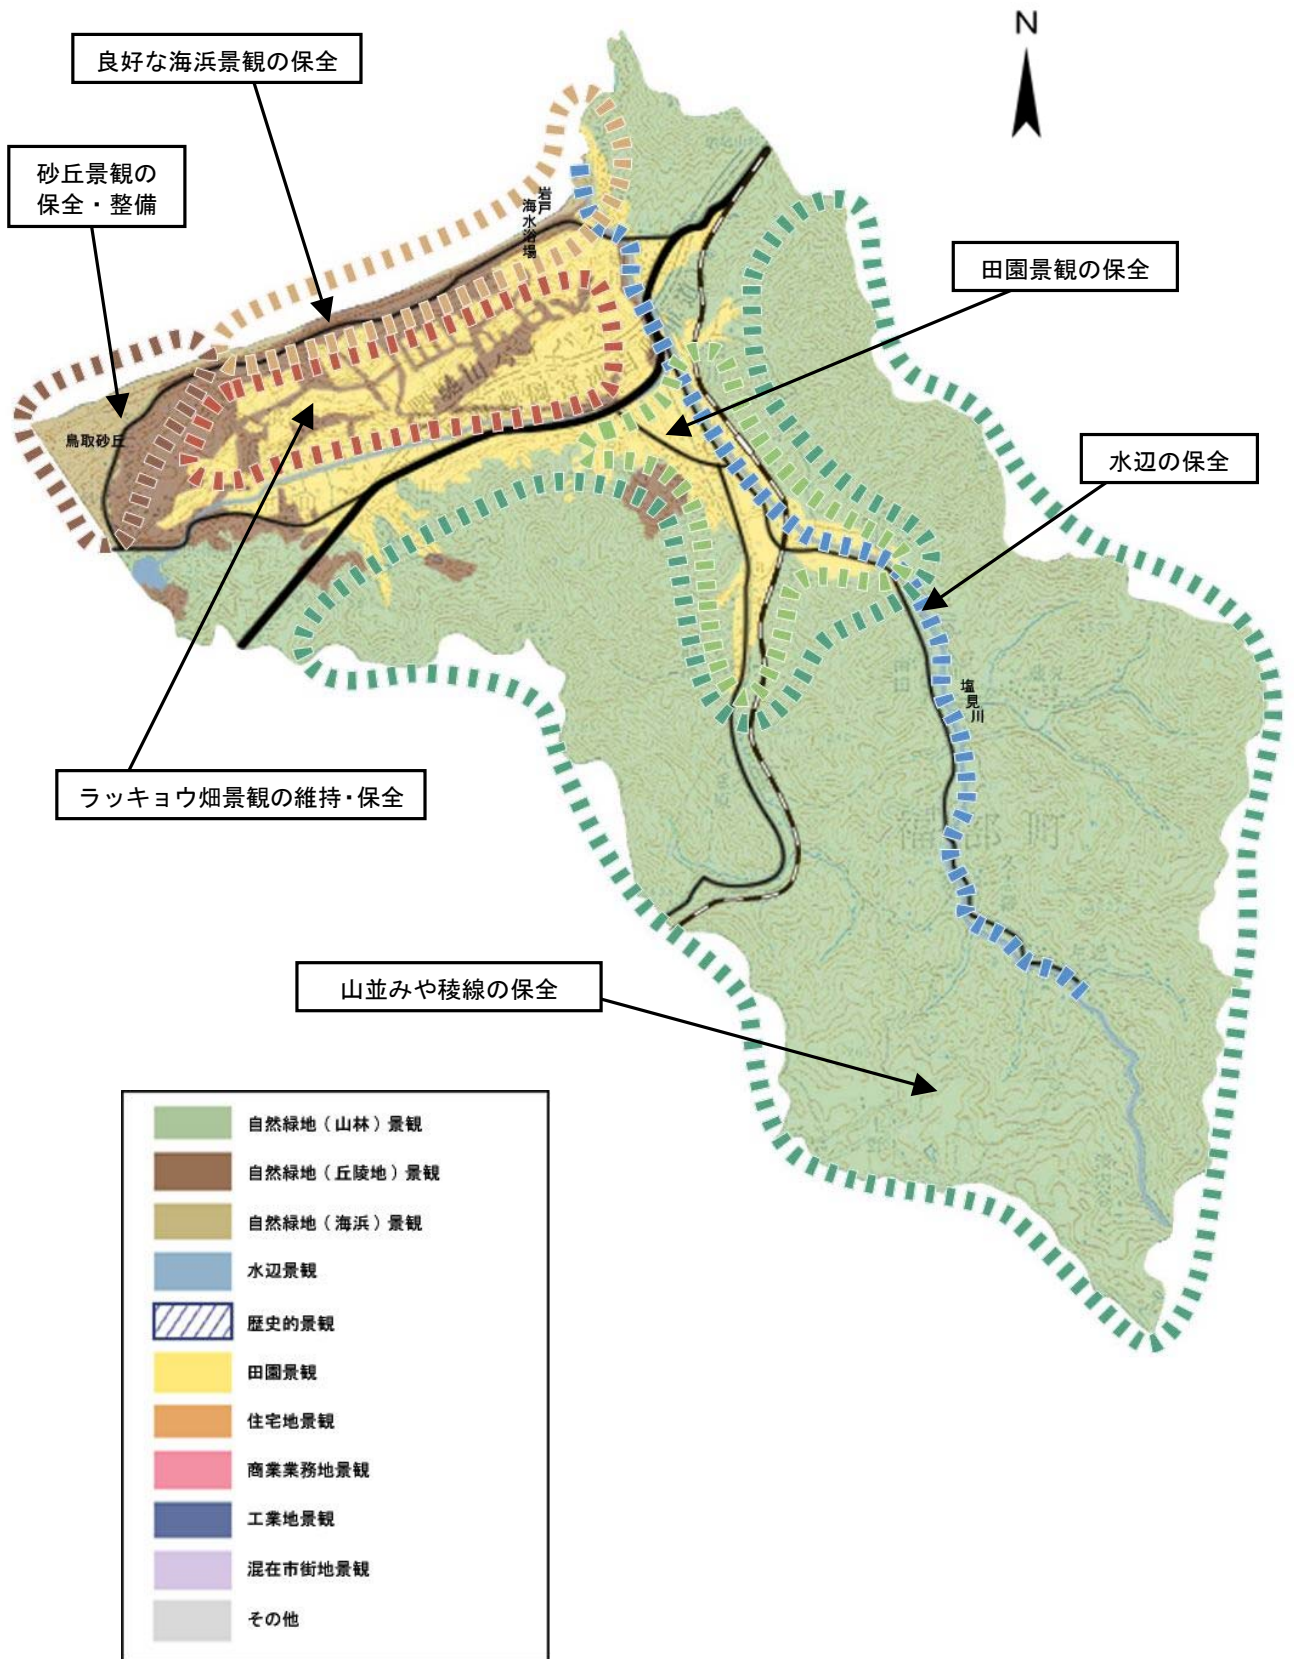 N
良好な海浜景観の保全
砂丘景観の
保全・整備
岩戸
海水浴場
田園景観の保全
鳥取砂丘
水辺の保全
塩見川
ラッキョウ畑景観の維持・保全
福部町
山並みや稜線の保全
自然緑地（山林）景観
自然緑地（丘陵地）景観
自然緑地（海浜）景観
水辺景観
歴史的景観
田園景観
住宅地景観
商業業務地景観
工業地景観
混在市街地景観
その他